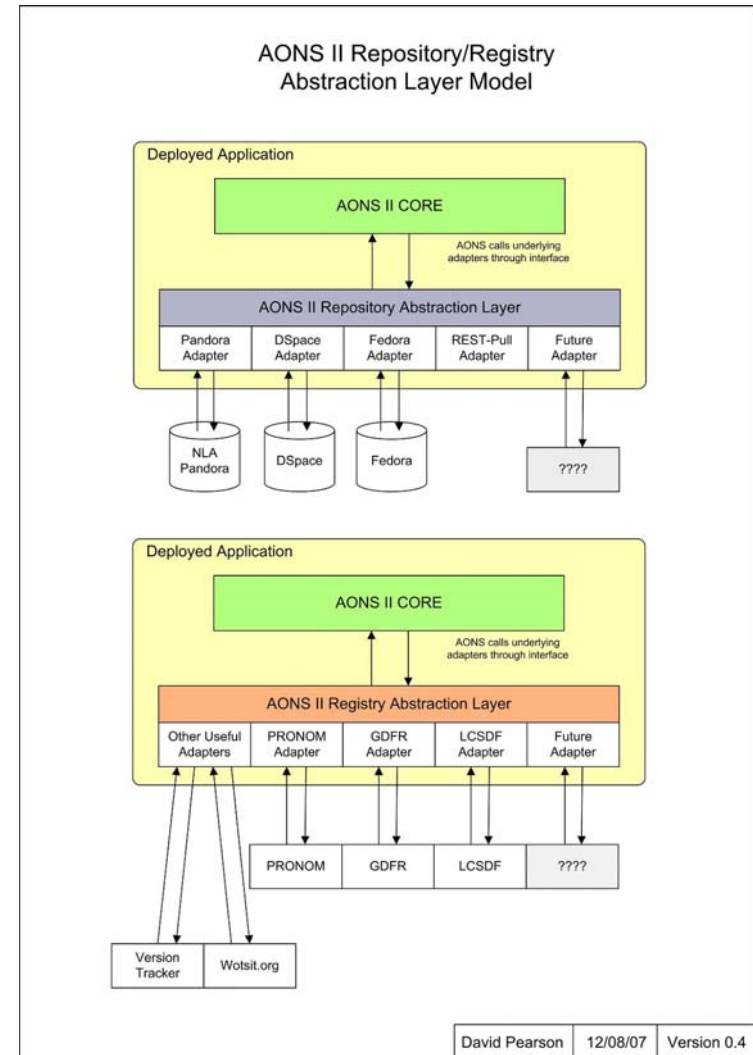 AONS II Repository/Registry
Abstraction Layer Model
Deployed Application
AONS II CORE
AONS calls underlying
adapters through interface
AONS II Repository Abstraction Layer
Pandora
Adapter
DSpace
Adapter
Fedora
Adapter
REST-Pull
Adapter
Future
Adapter
NLA
Pandora
DSpace
Fedora
????
Deployed Application
AONS II CORE
AONS calls underlying
adapters through interface
AONS II Registry Abstraction Layer
Other Useful
Adapters
PRONOM
Adapter
GDFR
Adapter
LCSDF
Adapter
Future
Adapter
PRONOM
GDFR
LCSDF
????
Version
Tracker
Wotsit.org
David Pearson
12/08/07
Version 0.4